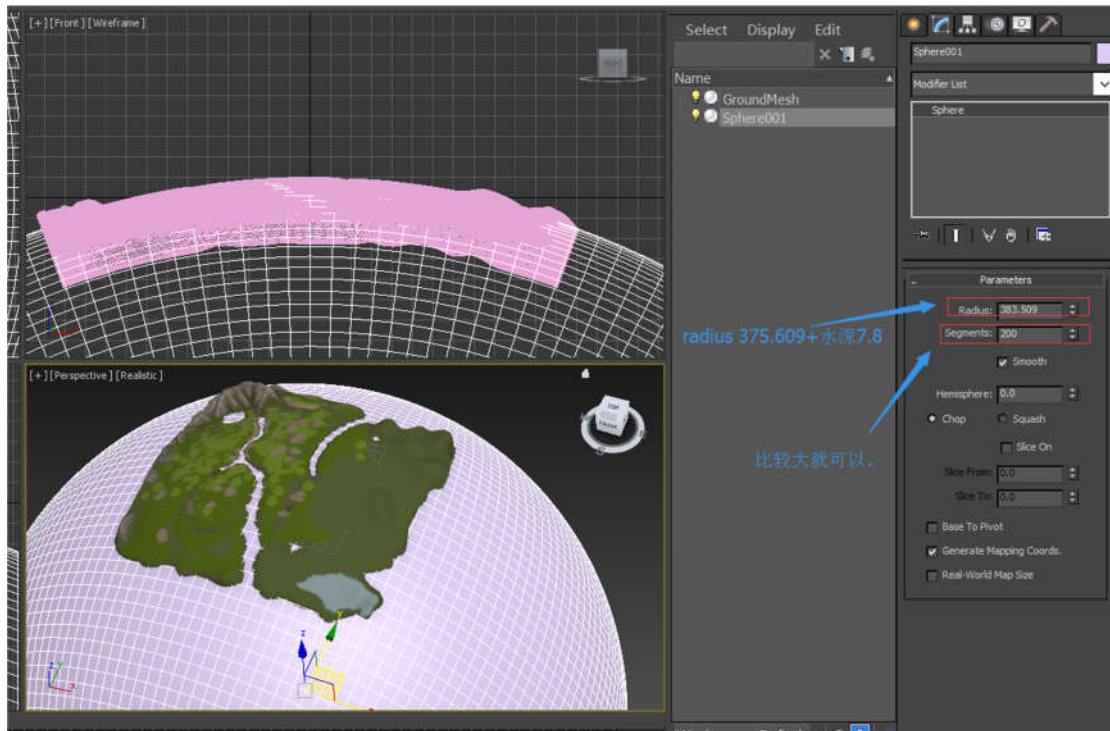 [+] [Front] [Wireframe]
[+] [Perspective] [Realistic]
Select Display Edit
Name
GroundMesh
Sphere001
radius 375.609+水深7.8
比较大就可以。
Sphere001
Modifier List
Sphere
Parameters
Radius: 383.509
Segments: 200
Smooth
Hemisphere: 0.0
Chop Squash
Slice On
Slice From: 0.0
Slice To: 0.0
Base To Pivot
Generate Mapping Coords.
Real-World Map Size